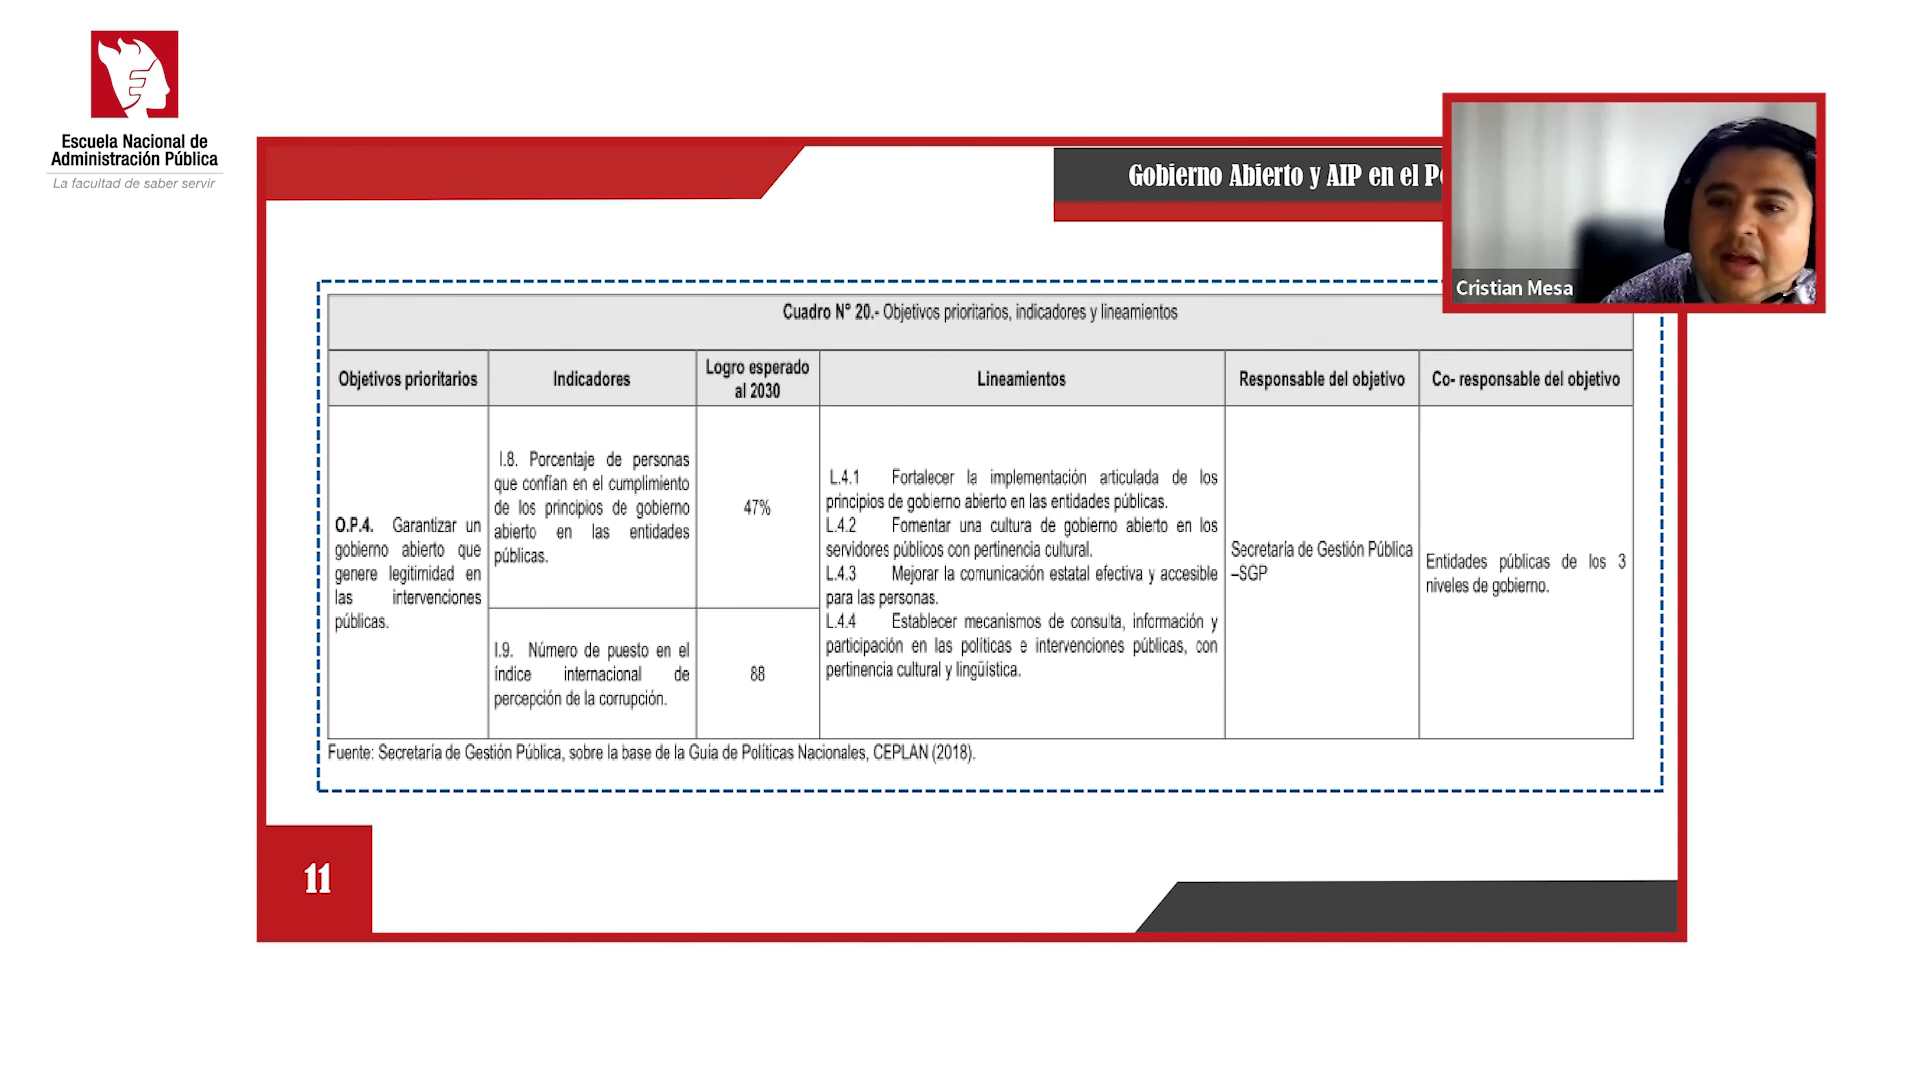 Escuela Nacional de
Administración Pública
La facultad de saber servir
Gobierno Abierto y AIP en el
Cristian Mesa
Cuadro N° 20.- Objetivos prioritarios, indicadores y lineamientos
Objetivos prioritarios
Indicadores
Logro esperado
al 2030
Lineamientos
Responsable del objetivo
Co- responsable del objetivo
O.P.4. Garantizar un
gobierno abierto que
genere legitimidad en
las intervenciones
públicas.
I.8. Porcentaje de personas
que confían en el cumplimiento
de los principios de gobierno
abierto en las entidades
públicas.
47%
I.9. Número de puesto en el
índice internacional de
percepción de la corrupción.
88
L.4.1 Fortalecer la implementación articulada de los
principios de gobierno abierto en las entidades públicas.
L.4.2 Fomentar una cultura de gobierno abierto en los
servidores públicos con pertinencia cultural.
L.4.3 Mejorar la comunicación estatal efectiva y accesible
para las personas.
L.4.4 Establecer mecanismos de consulta, información y
participación en las políticas e intervenciones públicas, con
pertinencia cultural y lingüística.
Secretaría de Gestión Pública
–SGP
Entidades públicas de los 3
niveles de gobierno.
Fuente: Secretaría de Gestión Pública, sobre la base de la Guía de Políticas Nacionales, CEPLAN (2018).
11